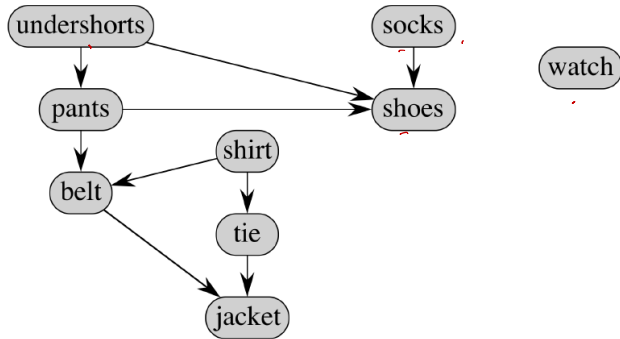 undershorts
socks
watch
pants
shoes
shirt
belt
tie
jacket